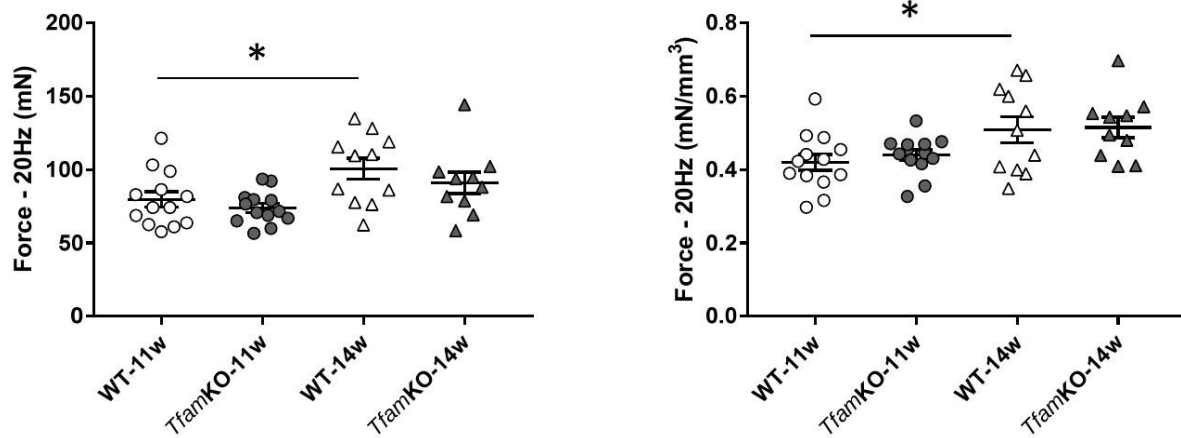 Force - 20Hz (mN)
200
150
100
50
0
*
WT-11w
TfamKO-11w
WT-14w
TfamKO-14w
Force - 20Hz (mN/mm³)
0.8
0.6
0.4
0.2
0.0
*
WT-11w
TfamKO-11w
WT-14w
TfamKO-14w